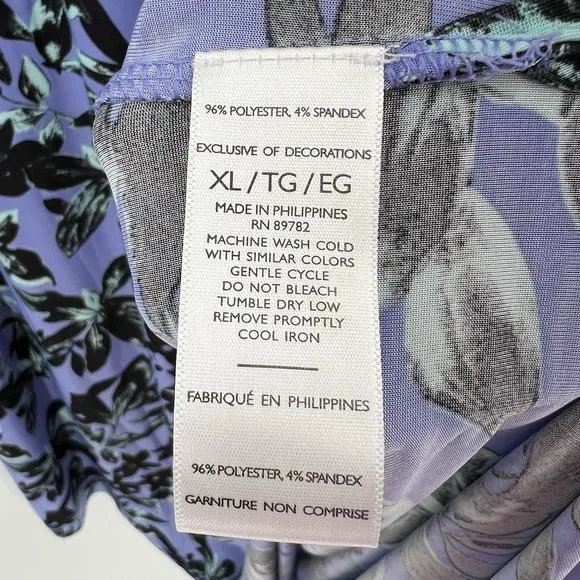 96% POLYESTER, 4% SPANDEX
EXCLUSIVE OF DECORATIONS
XL / TG / EG
MADE IN PHILIPPINES
RN 89782
MACHINE WASH COLD
WITH SIMILAR COLORS
GENTLE CYCLE
DO NOT BLEACH
TUMBLE DRY LOW
REMOVE PROMPTLY
COOL IRON
FABRIQUÉ EN PHILIPPINES
96% POLYESTER, 4% SPANDEX
GARNITURE NON COMPRISE